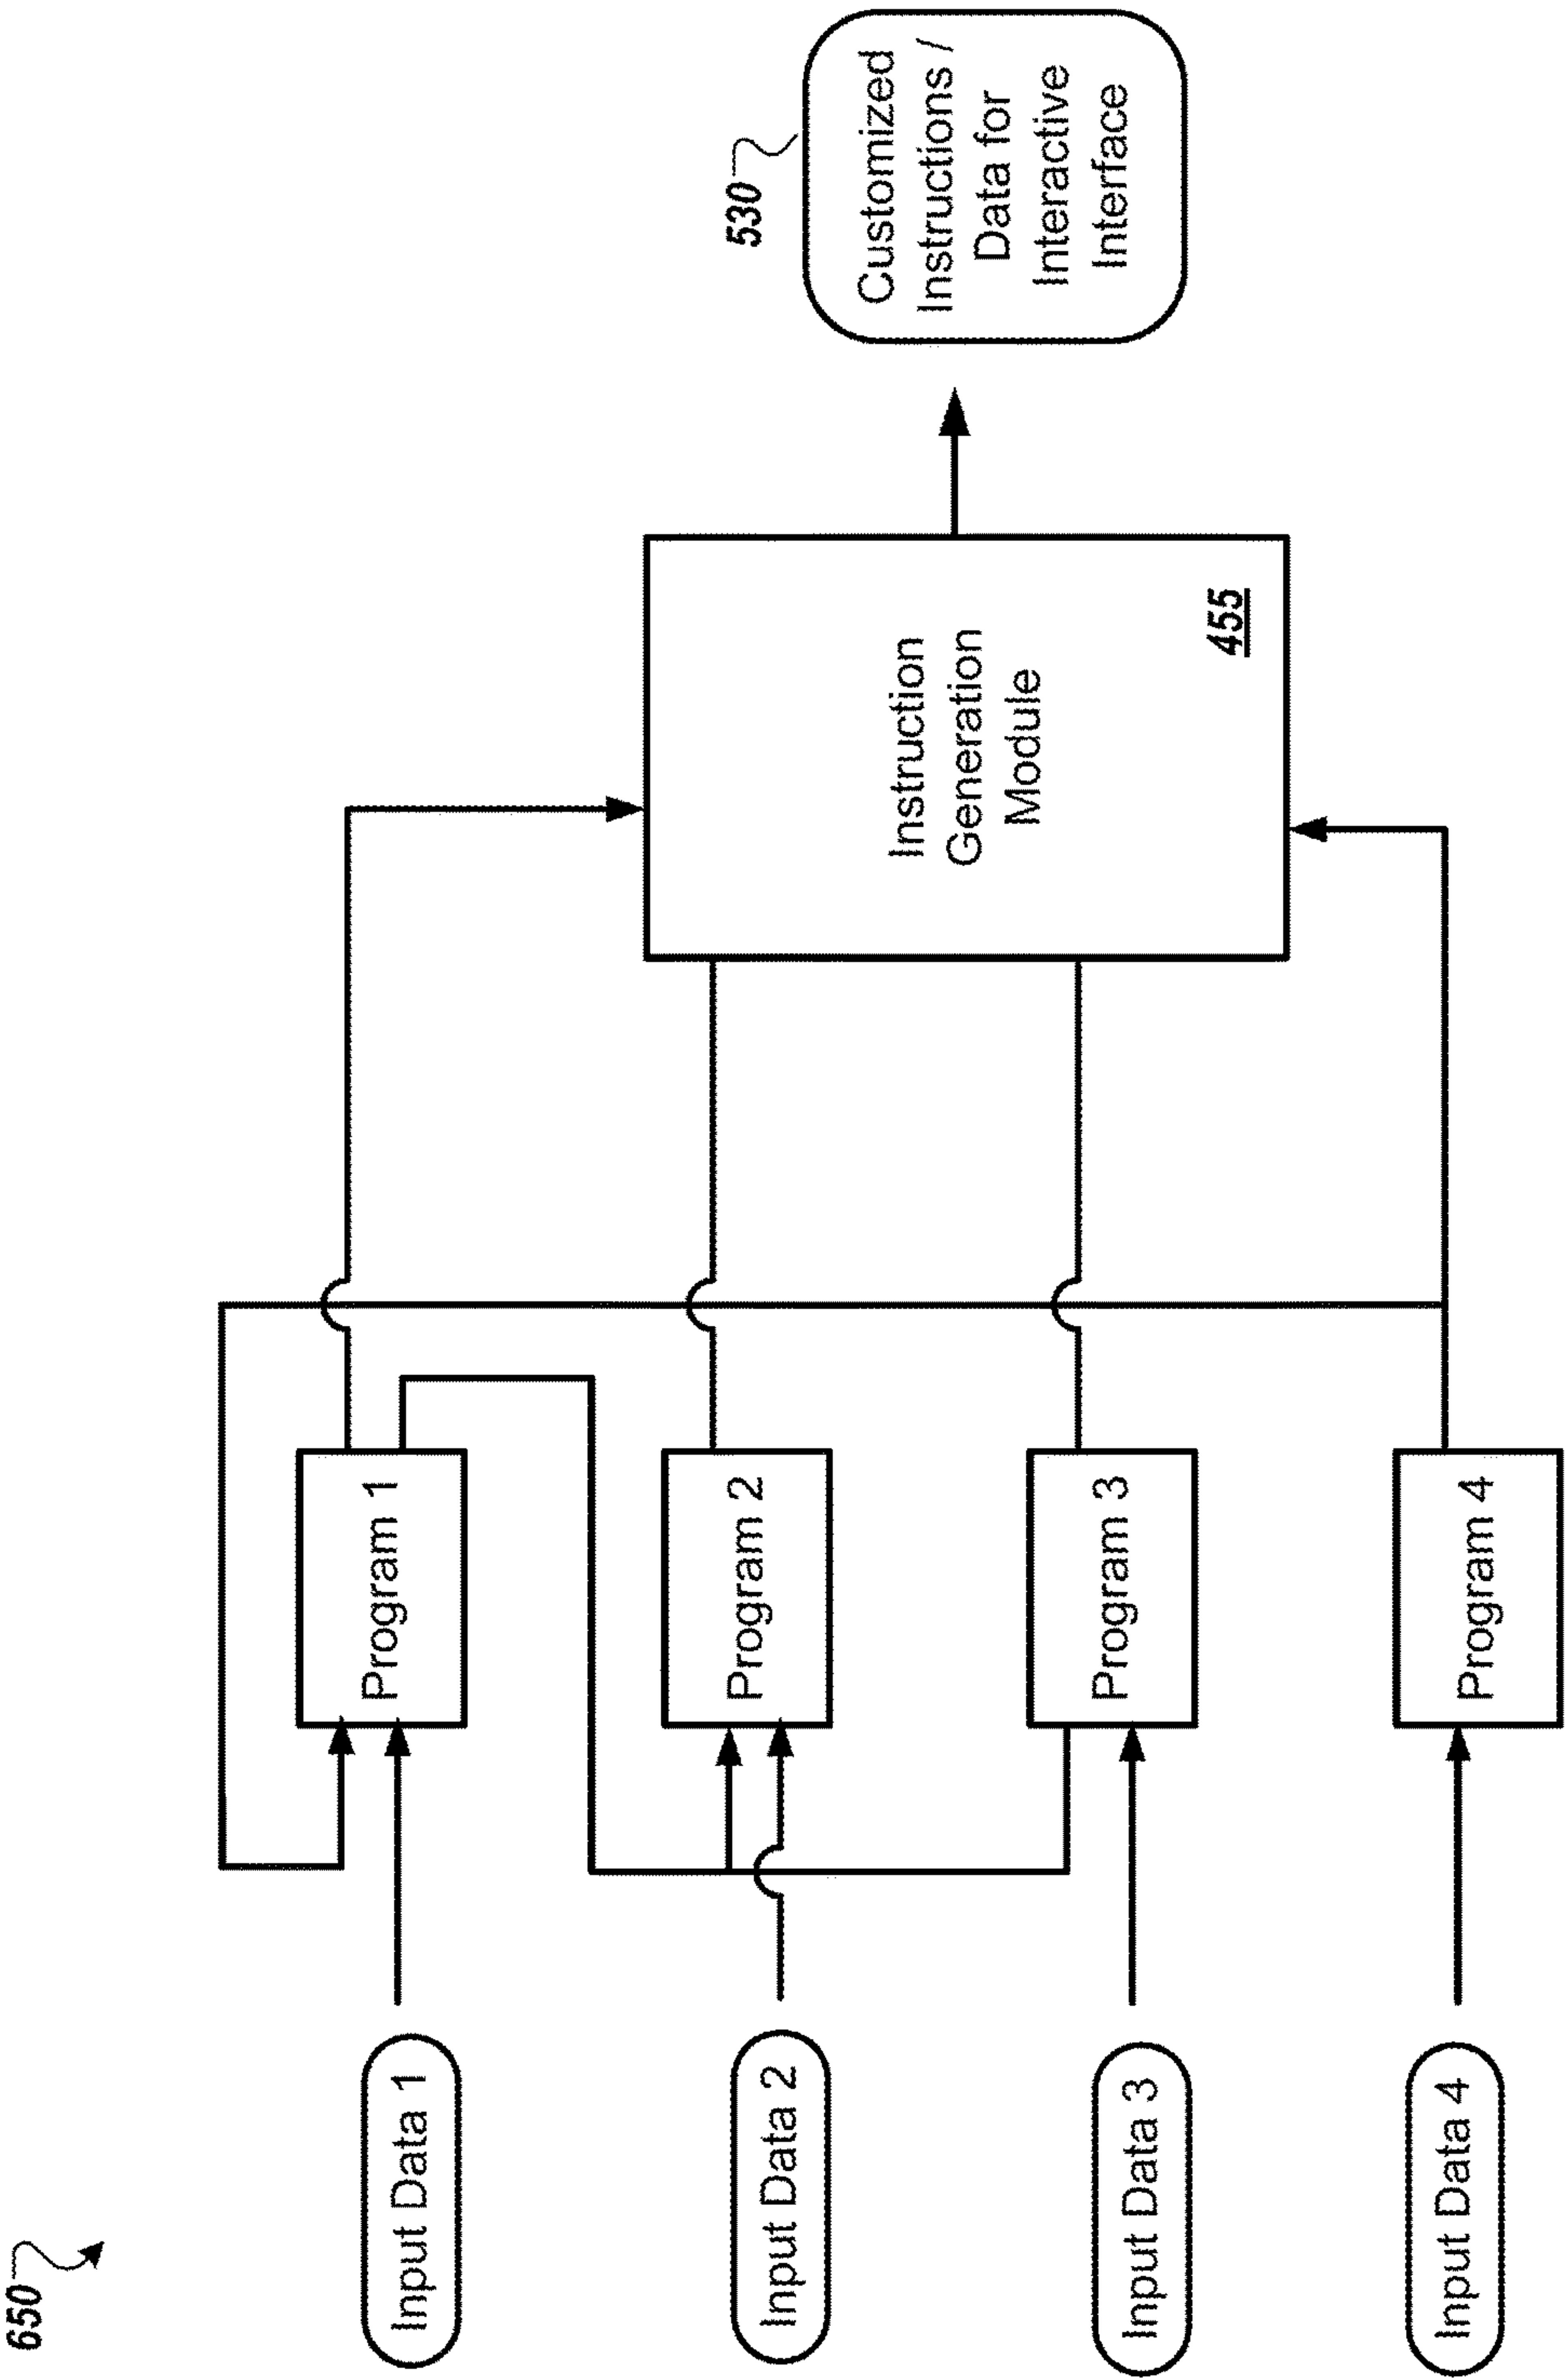 650
Input Data 1
Input Data 2
Input Data 3
Input Data 4
Program 1
Program 2
Program 3
Program 4
Instruction
Generation
Module
455
530
Customized
Instructions /
Data for
Interactive
Interface